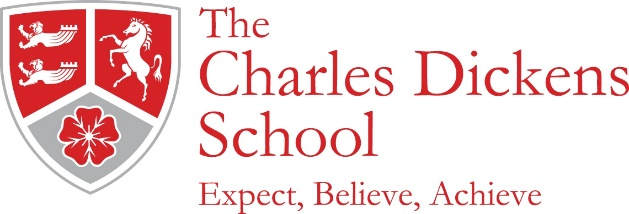 The
Charles Dickens
School
Expect, Believe, Achieve